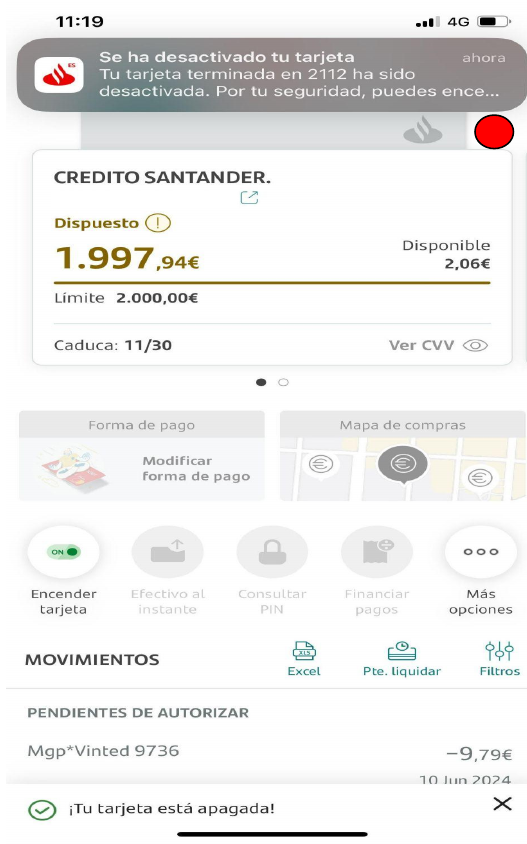 11:19
4G
ES
Se ha desactivado tu tarjeta
ahora
Tu tarjeta terminada en 2112 ha sido
desactivada. Por tu seguridad, puedes ence...
CREDITO SANTANDER.
Dispuesto
1.997,94€
Disponible
2,06€
Límite 2.000,00€
Caduca: 11/30
Ver CVV
Forma de pago
Modificar
forma de pago
Mapa de compras
ON
Encender
tarjeta
Efectivo al
instante
Consultar
PIN
Financiar
pagos
Más
opciones
MOVIMIENTOS
XLS
Excel
Pte. liquidar
Filtros
PENDIENTES DE AUTORIZAR
Mgp*Vinted 9736
−9,79€
10 Jun 2024
¡Tu tarjeta está apagada!